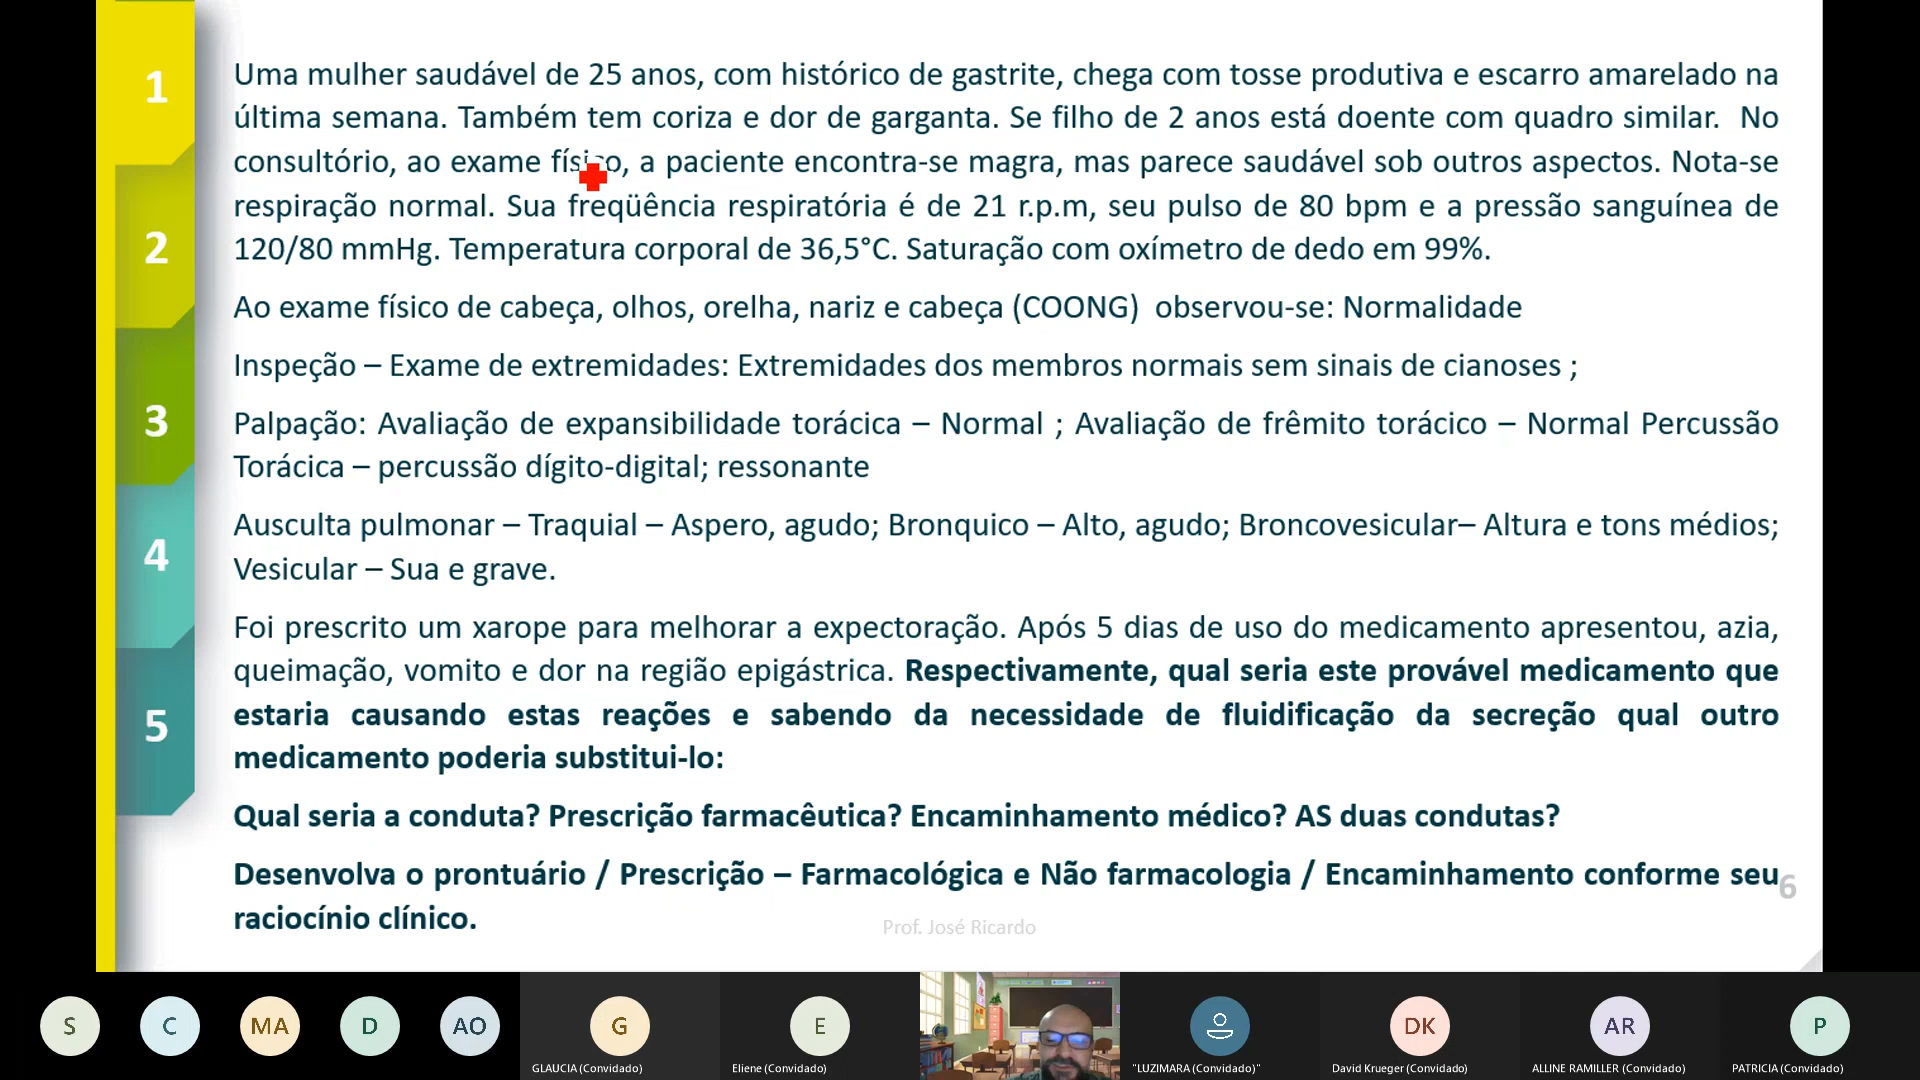 1
Uma mulher saudável de 25 anos, com histórico de gastrite, chega com tosse produtiva e escarro amarelado na
última semana. Também tem coriza e dor de garganta. Se filho de 2 anos está doente com quadro similar. No
consultório, ao exame físico, a paciente encontra-se magra, mas parece saudável sob outros aspectos. Nota-se
respiração normal. Sua freqüência respiratória é de 21 r.p.m, seu pulso de 80 bpm e a pressão sanguínea de
2
120/80 mmHg. Temperatura corporal de 36,5°C. Saturação com oxímetro de dedo em 99%.
Ao exame físico de cabeça, olhos, orelha, nariz e cabeça (COONG) observou-se: Normalidade
Inspeção – Exame de extremidades: Extremidades dos membros normais sem sinais de cianoses ;
3
Palpação: Avaliação de expansibilidade torácica – Normal ; Avaliação de frêmito torácico – Normal Percussão
Torácica – percussão dígito-digital; ressonante
Ausculta pulmonar – Traquial – Aspero, agudo; Bronquico – Alto, agudo; Broncovesicular– Altura e tons médios;
4
Vesicular – Sua e grave.
Foi prescrito um xarope para melhorar a expectoração. Após 5 dias de uso do medicamento apresentou, azia,
queimação, vomito e dor na região epigástrica. Respectivamente, qual seria este provável medicamento que
estaria causando estas reações e sabendo da necessidade de fluidificação da secreção qual outro
5
medicamento poderia substitui-lo:
Qual seria a conduta? Prescrição farmacêutica? Encaminhamento médico? AS duas condutas?
Desenvolva o prontuário / Prescrição – Farmacológica e Não farmacologia / Encaminhamento conforme seu
6
raciocínio clínico.
Prof. José Ricardo
S C MA D AO G E DK AR P
GLAUCIA (Convidado) Eliene (Convidado) "LUZIMARA (Convidado)" David Krueger (Convidado) ALLINE RAMILLER (Convidado) PATRICIA (Convidado)